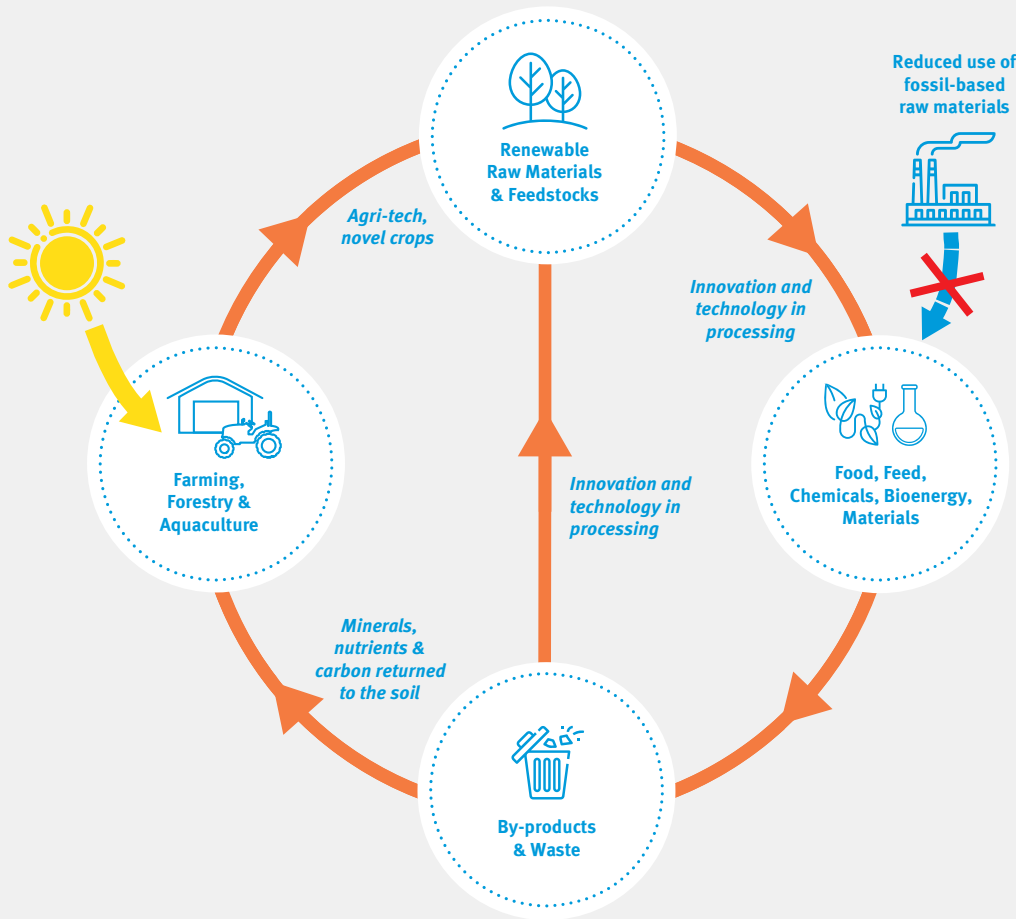 Reduced use of
fossil-based
raw materials
Renewable
Raw Materials
& Feedstocks
Agri-tech,
novel crops
Innovation and
technology in
processing
Farming,
Forestry &
Aquaculture
Innovation and
technology in
processing
Food, Feed,
Chemicals, Bioenergy,
Materials
Minerals,
nutrients &
carbon returned
to the soil
By-products
& Waste